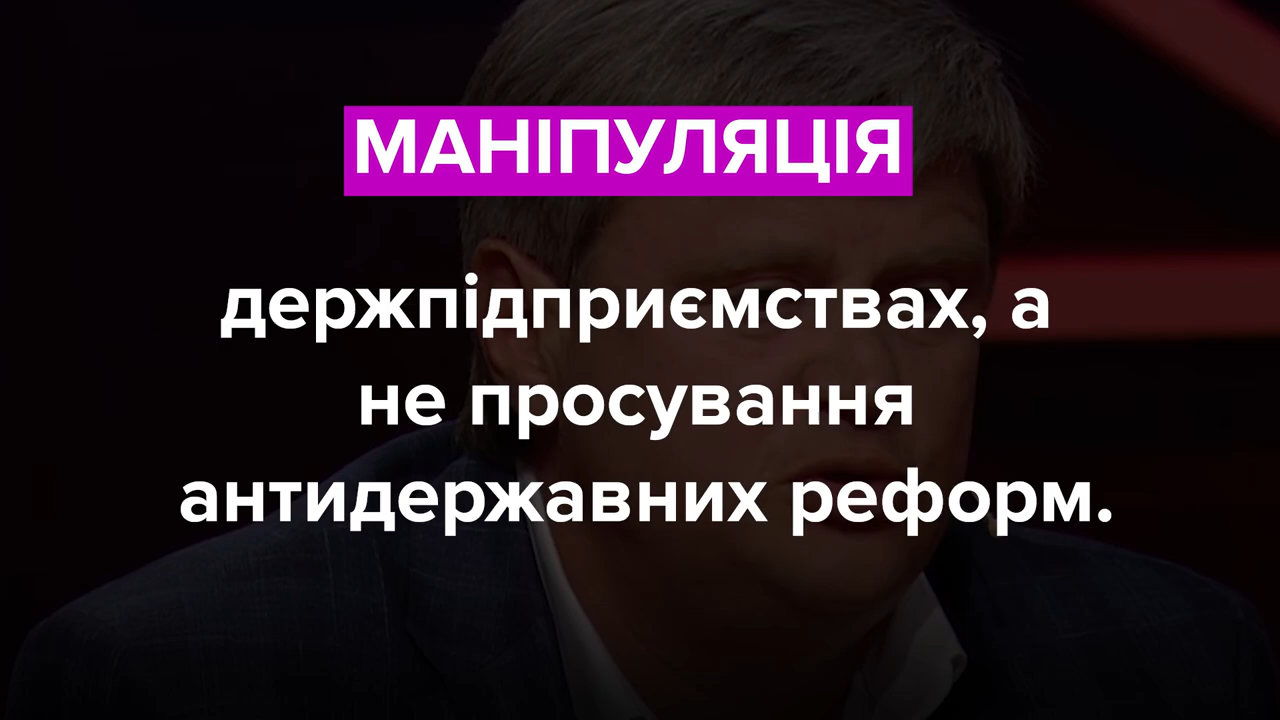 МАНІПУЛЯЦІЯ
держпідприємствах, а
не просування
антидержавних реформ.